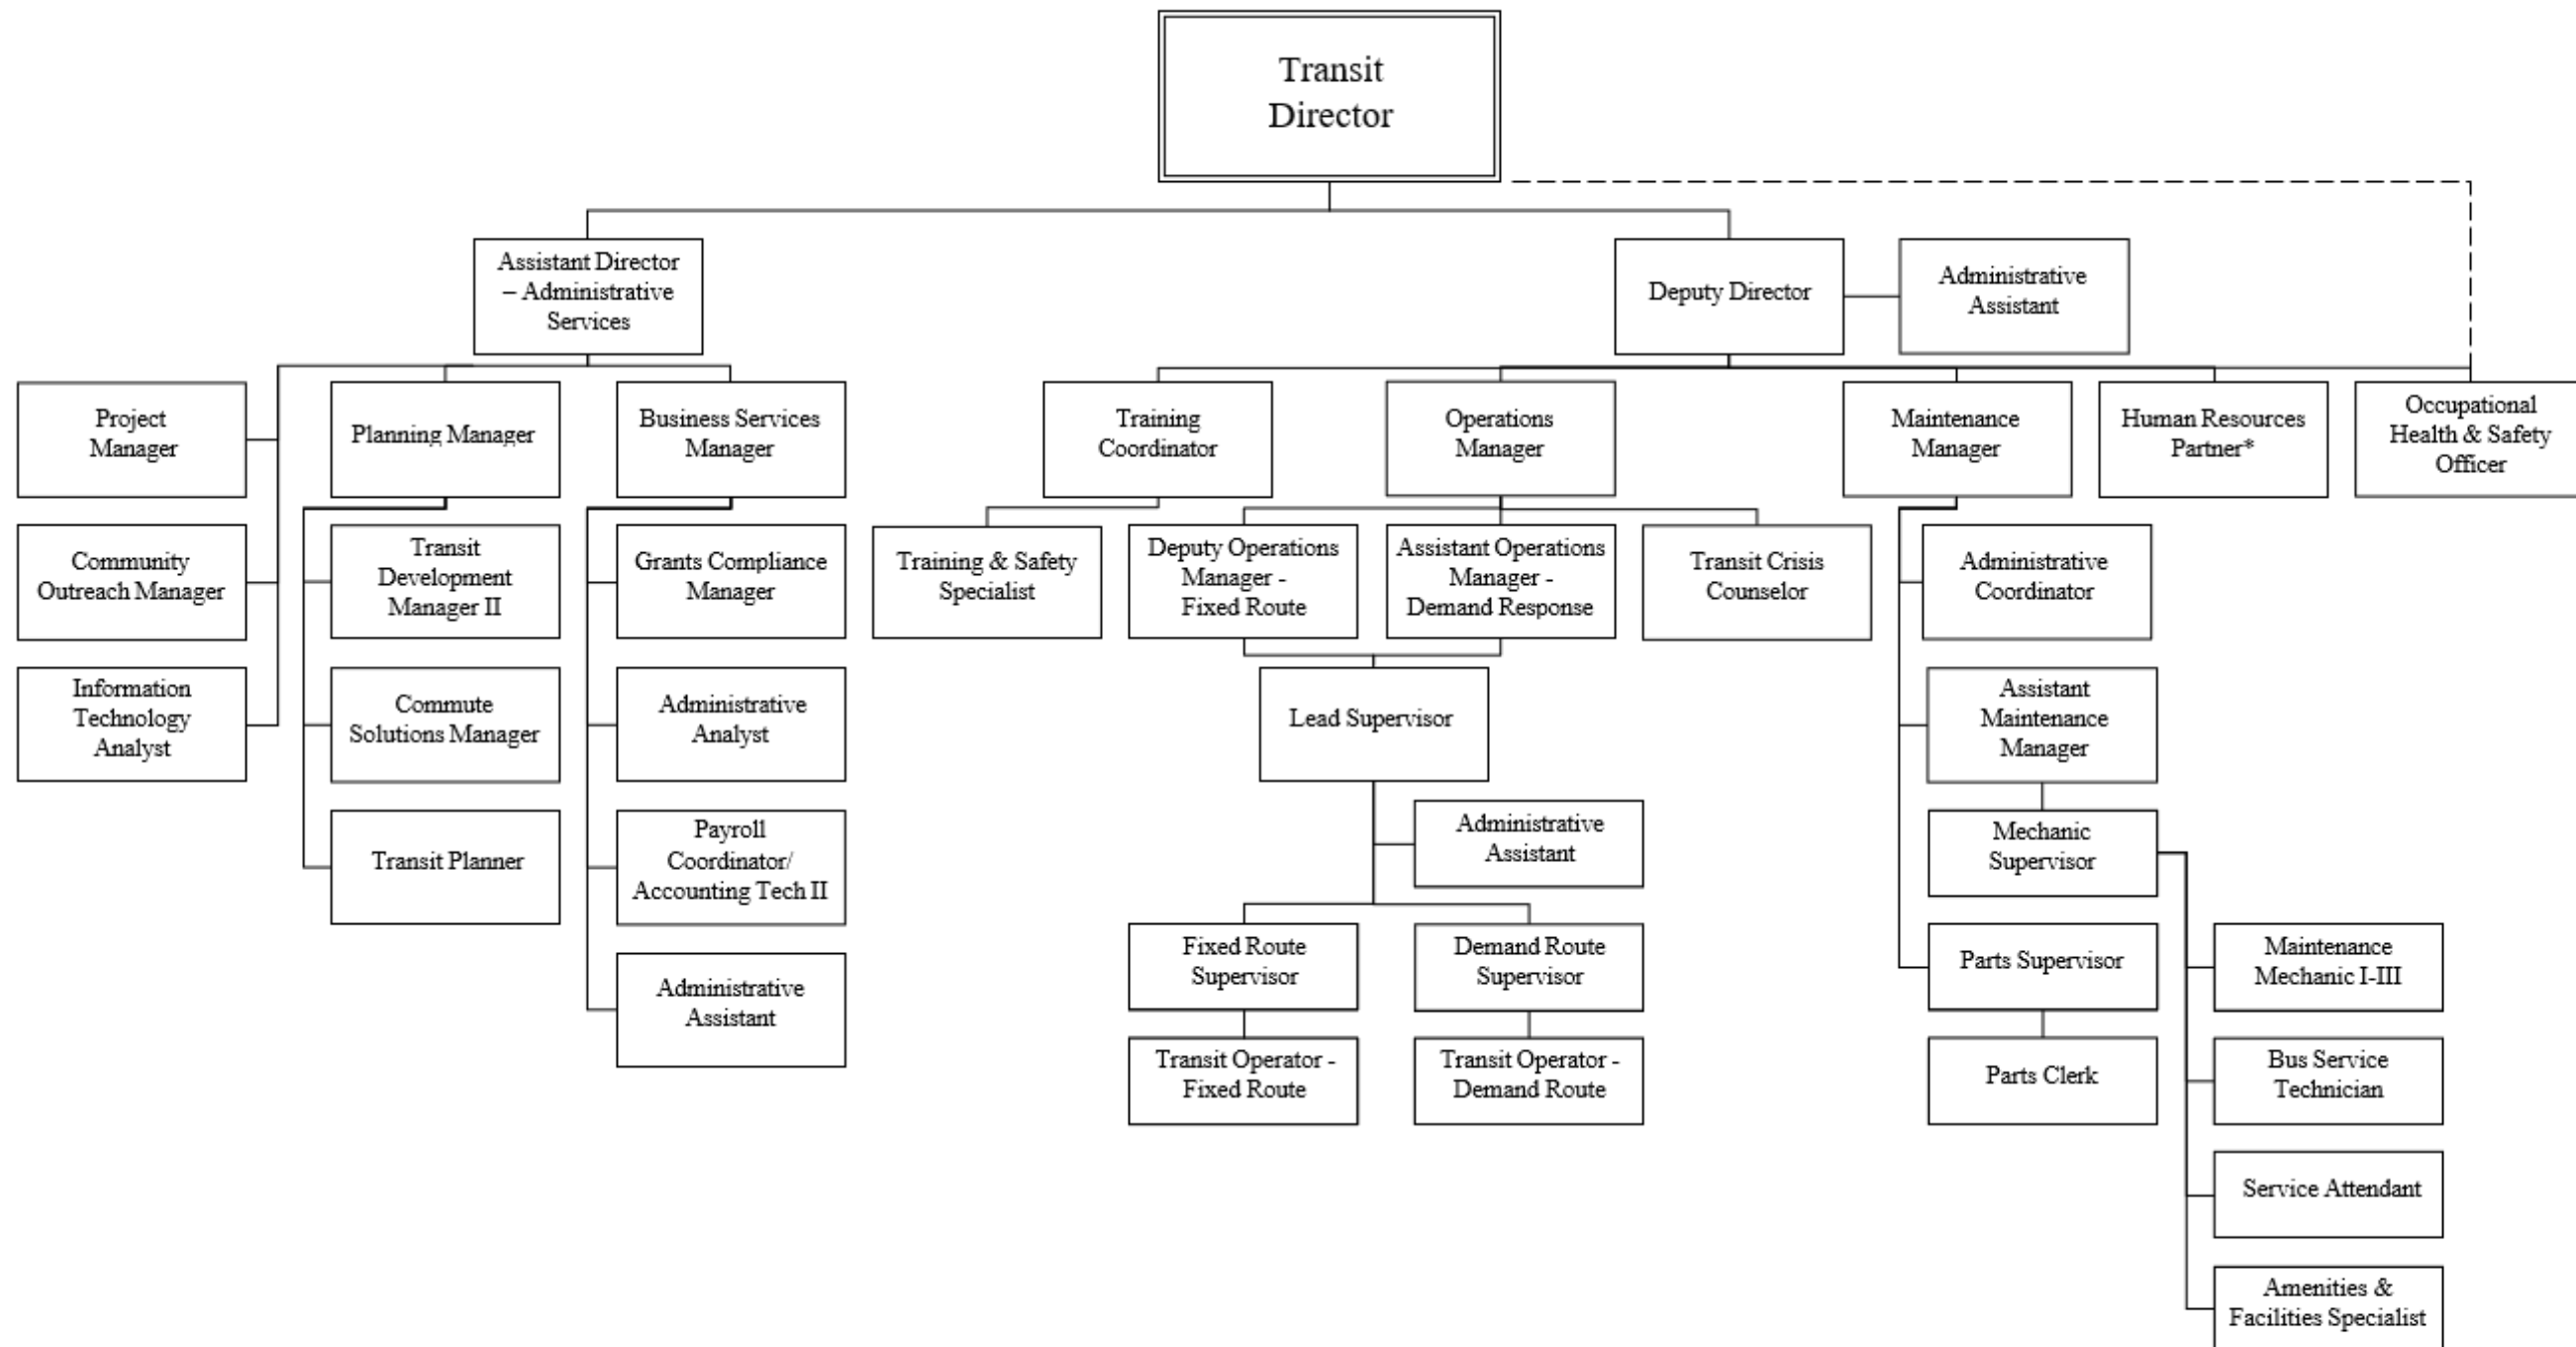 Transit
Director
Assistant Director
– Administrative
Services
Deputy Director
Administrative
Assistant
Project
Manager
Planning Manager
Business Services
Manager
Training
Coordinator
Operations
Manager
Maintenance
Manager
Human Resources
Partner*
Occupational
Health & Safety
Officer
Community
Outreach Manager
Transit
Development
Manager II
Grants Compliance
Manager
Training & Safety
Specialist
Deputy Operations
Manager -
Fixed Route
Assistant Operations
Manager -
Demand Response
Transit Crisis
Counselor
Administrative
Coordinator
Information
Technology
Analyst
Commute
Solutions Manager
Administrative
Analyst
Lead Supervisor
Assistant
Maintenance
Manager
Transit Planner
Payroll
Coordinator/
Accounting Tech II
Administrative
Assistant
Mechanic
Supervisor
Administrative
Assistant
Fixed Route
Supervisor
Demand Route
Supervisor
Parts Supervisor
Maintenance
Mechanic I-III
Transit Operator -
Fixed Route
Transit Operator -
Demand Route
Parts Clerk
Bus Service
Technician
Service Attendant
Amenities &
Facilities Specialist